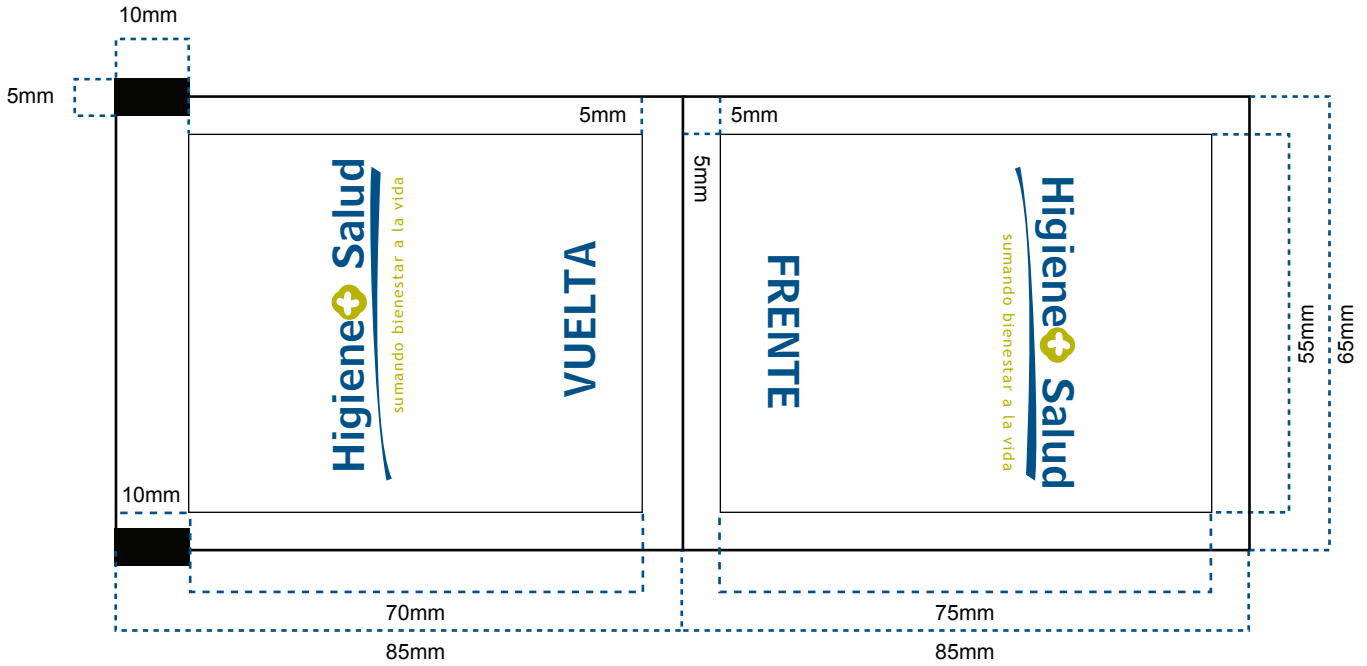 10mm
5mm
5mm
5mm
5mm
Higiene Salud
sumando bienestar a la vida
VUELTA
FRENTE
Higiene Salud
sumando bienestar a la vida
55mm
65mm
10mm
70mm
75mm
85mm
85mm